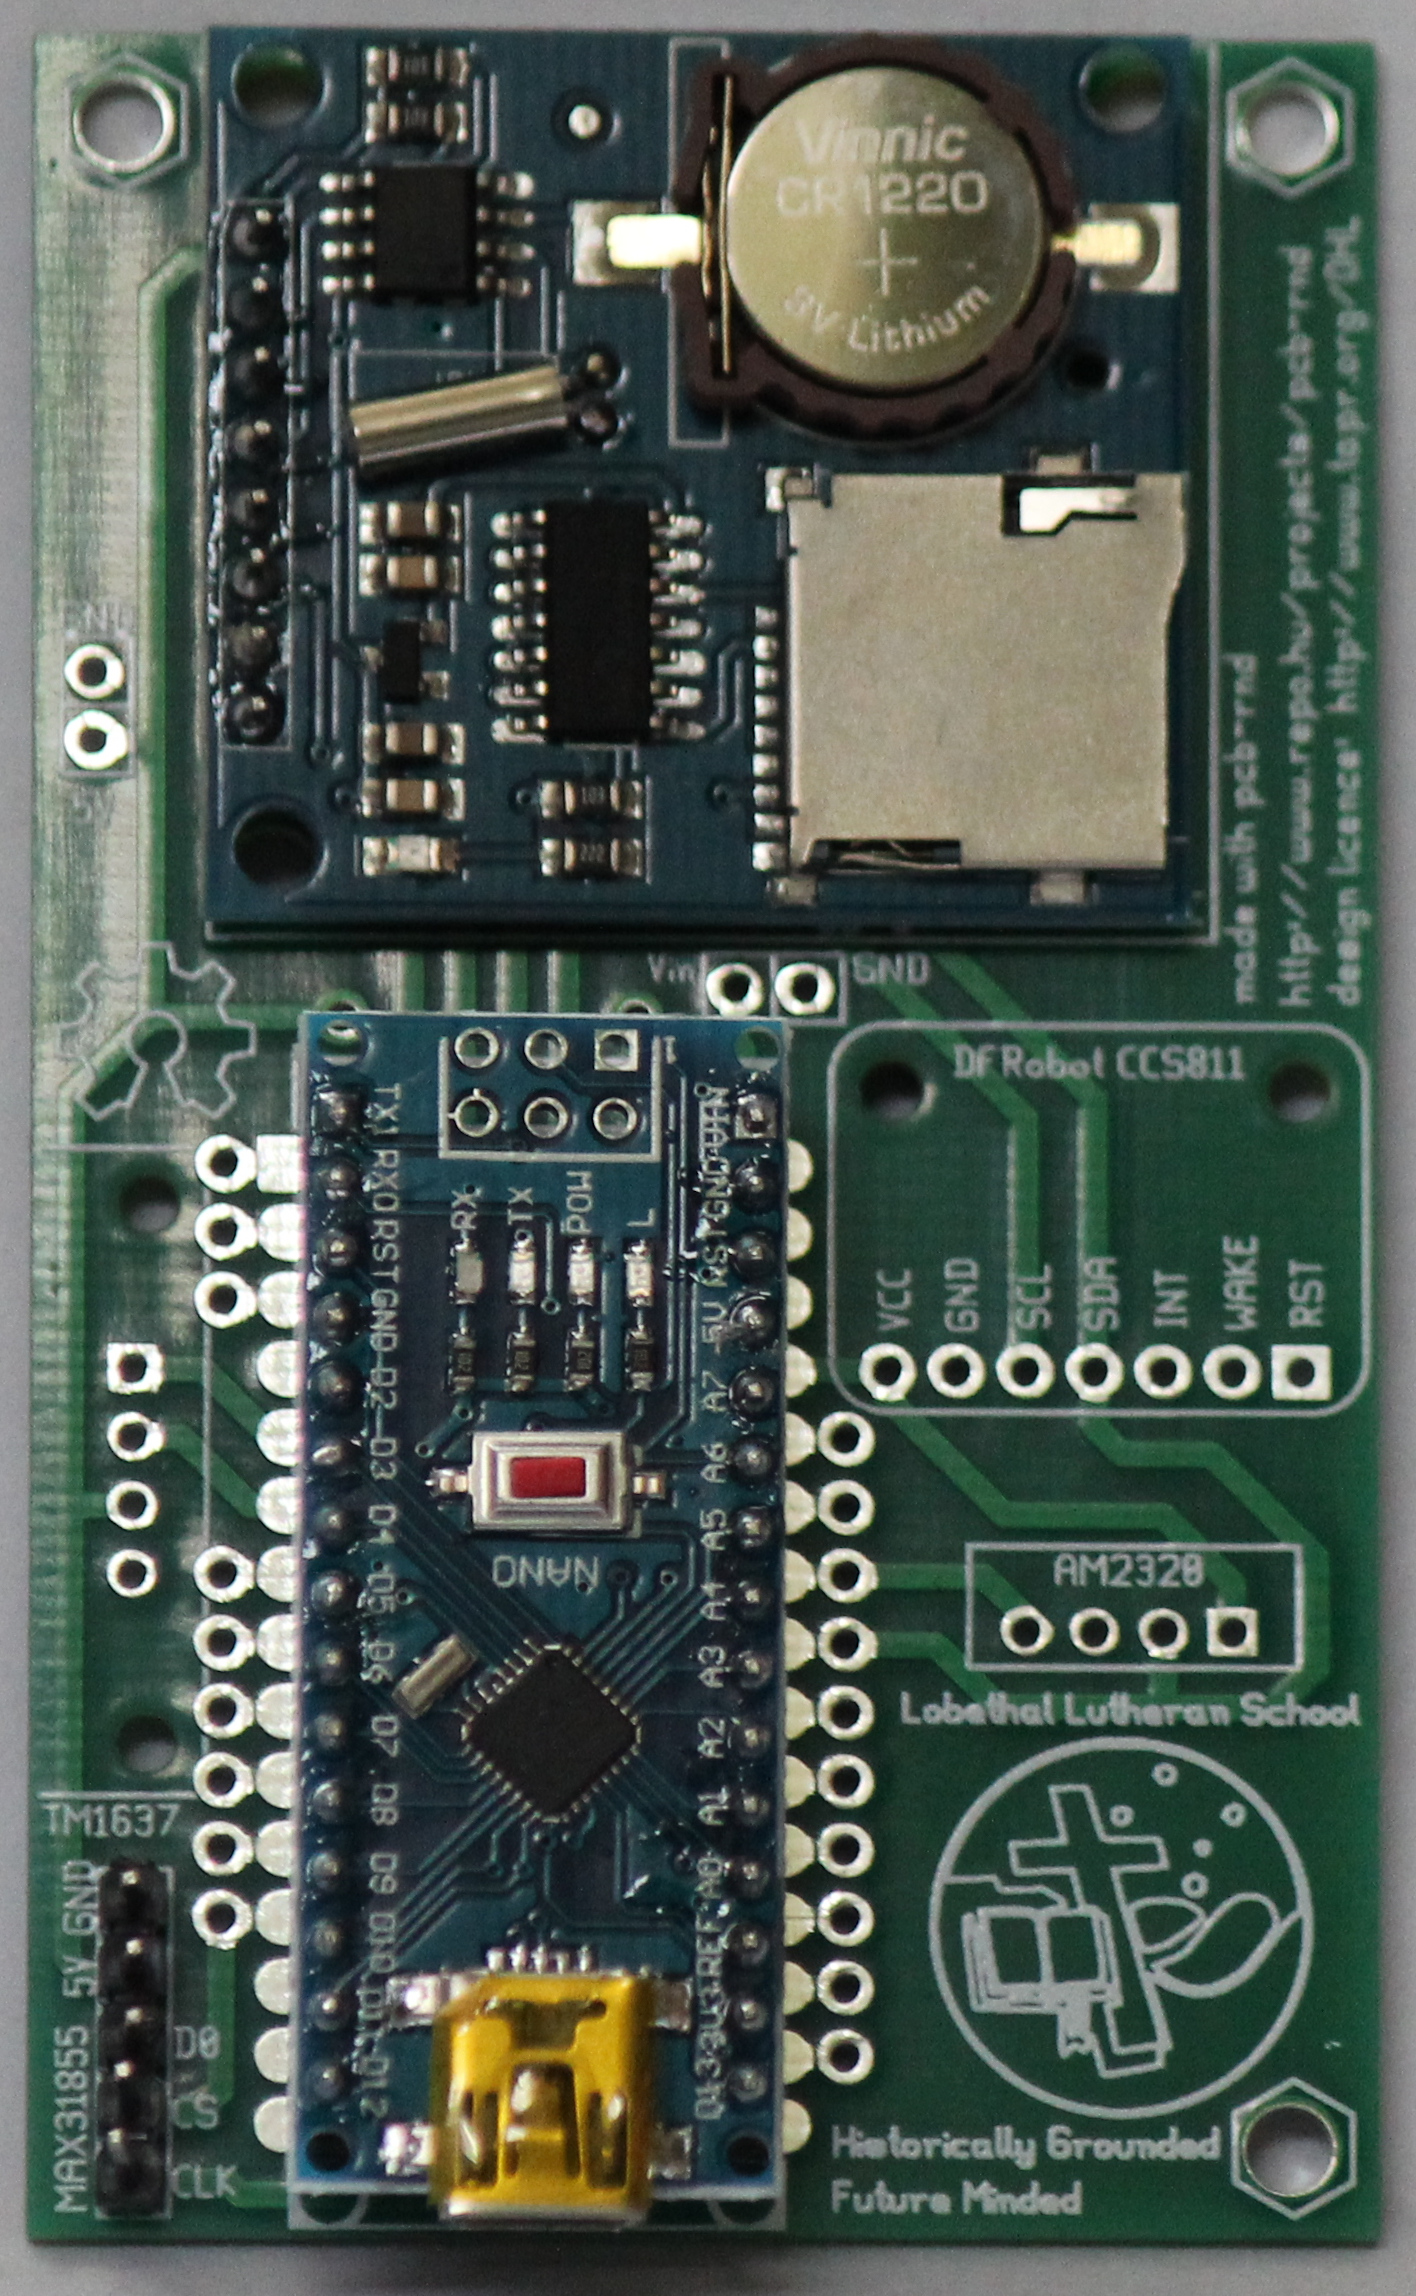 Vinnic
CR1220
+
3V Lithium
103
222
made with pcb-rnd
http://www.repo.hu/projects/pcb-rnd
design licence: http://www.tapr.org/OHL
Vin
GND
DFRobot CCS811
VCC
GND
SCL
SDA
INT
WAKE
RST
1
TX1
RX0
RST
GND
D2
D3
D4
D5
D6
D7
D8
D9
D10
D11
D12
RX
TX
POW
L
VIN
GND
RST
5V
A7
A6
A5
A4
A3
A2
A1
A0
REF
3V3
D13
NANO
AM2320
Lobethal Lutheran School
TM1637
MAX31855
5V
GND
DO
CS
CLK
Historically Grounded
Future Minded